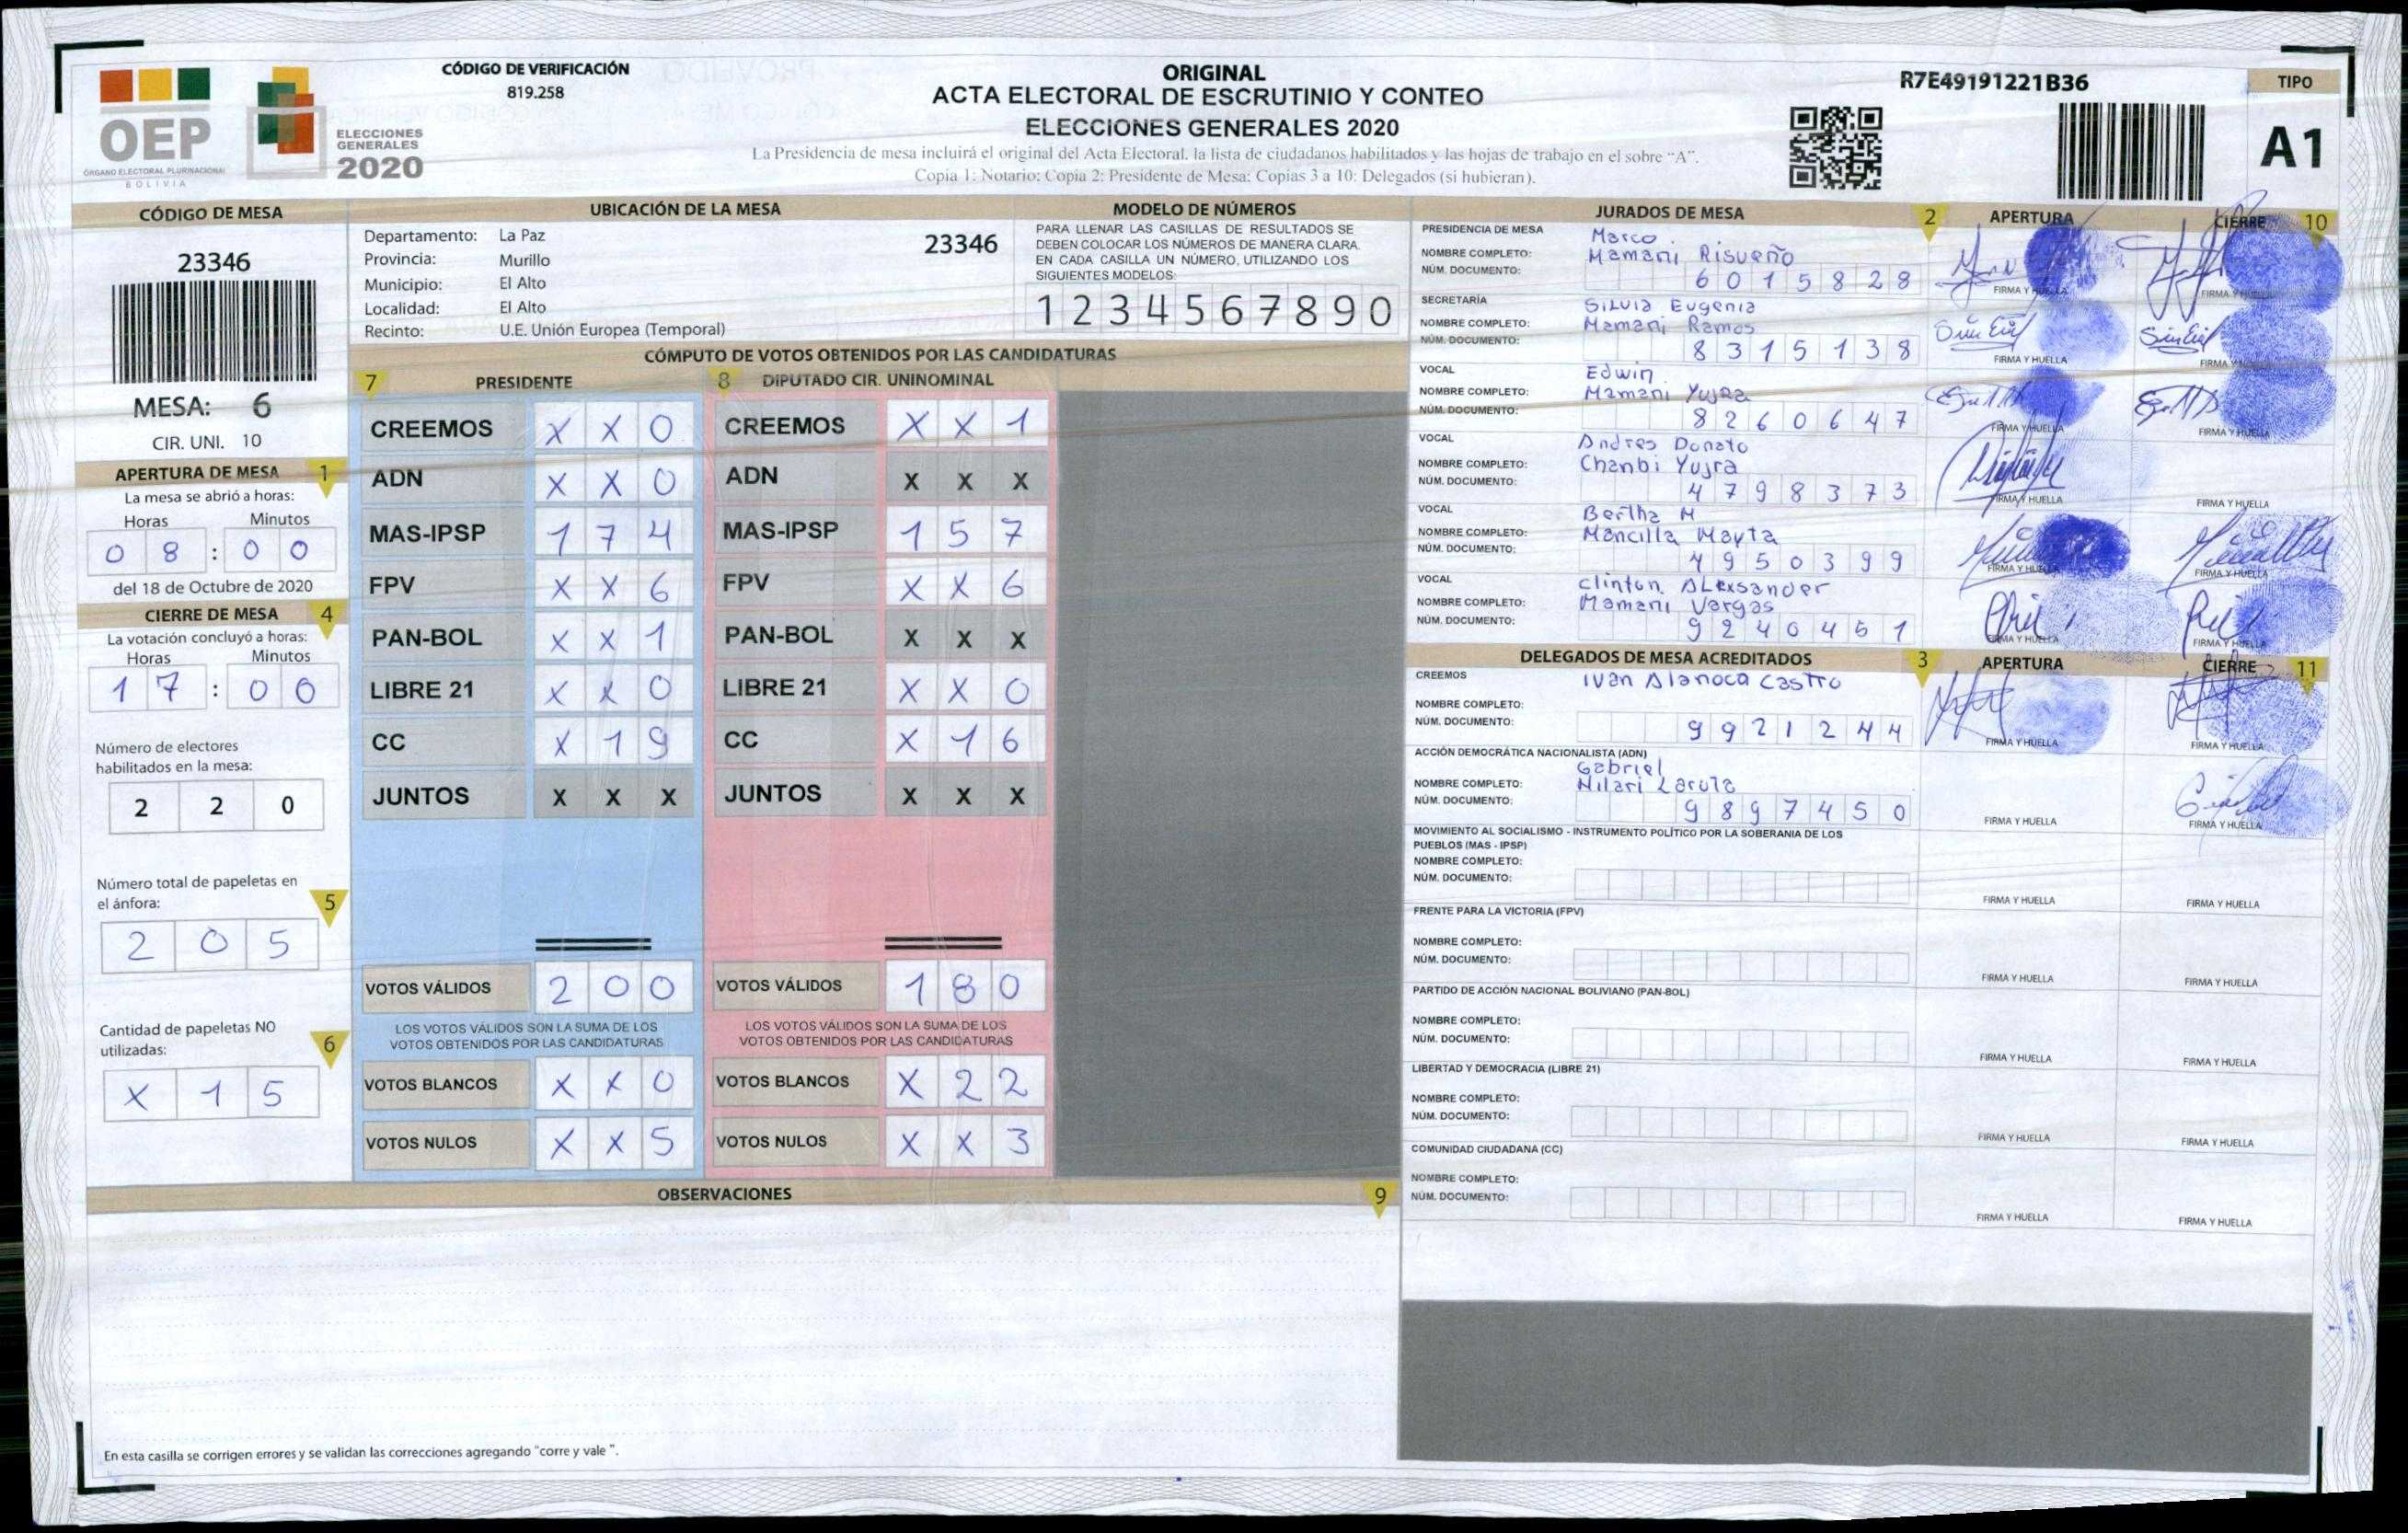 CÓDIGO DE VERIFICACIÓN
819.258
OEP
ÓRGANO ELECTORAL PLURINACIONAL
BOLIVIA
ELECCIONES
GENERALES
2020
ORIGINAL
ACTA ELECTORAL DE ESCRUTINIO Y CONTEO
ELECCIONES GENERALES 2020
La Presidencia de mesa incluirá el original del Acta Electoral, la lista de ciudadanos habilitados y las hojas de trabajo en el sobre "A".
Copia 1: Notario; Copia 2: Presidente de Mesa; Copias 3 a 10: Delegados (si hubieran).
R7E49191221B36
TIPO
A1
CÓDIGO DE MESA
23346
MESA: 6
CIR. UNI. 10
APERTURA DE MESA 1
La mesa se abrió a horas:
Horas Minutos
0 8 : 0 0
del 18 de Octubre de 2020
CIERRE DE MESA 4
La votación concluyó a horas:
Horas Minutos
1 7 : 0 0
Número de electores
habilitados en la mesa:
2 2 0
Número total de papeletas en
el ánfora: 5
2 0 5
Cantidad de papeletas NO
utilizadas: 6
X 1 5
UBICACIÓN DE LA MESA
Departamento: La Paz 23346
Provincia: Murillo
Municipio: El Alto
Localidad: El Alto
Recinto: U.E. Unión Europea (Temporal)
MODELO DE NÚMEROS
PARA LLENAR LAS CASILLAS DE RESULTADOS SE
DEBEN COLOCAR LOS NÚMEROS DE MANERA CLARA.
EN CADA CASILLA UN NÚMERO, UTILIZANDO LOS
SIGUIENTES MODELOS:
1 2 3 4 5 6 7 8 9 0
CÓMPUTO DE VOTOS OBTENIDOS POR LAS CANDIDATURAS
7 PRESIDENTE
CREEMOS X X 0
ADN X X 0
MAS-IPSP 1 7 4
FPV X X 6
PAN-BOL X X 1
LIBRE 21 X X 0
CC X 1 9
JUNTOS X X X
VOTOS VÁLIDOS 2 0 0
LOS VOTOS VÁLIDOS SON LA SUMA DE LOS
VOTOS OBTENIDOS POR LAS CANDIDATURAS
VOTOS BLANCOS X X 0
VOTOS NULOS X X 5
8 DIPUTADO CIR. UNINOMINAL
CREEMOS X X 1
ADN X X X
MAS-IPSP 1 5 7
FPV X X 6
PAN-BOL X X X
LIBRE 21 X X 0
CC X 1 6
JUNTOS X X X
VOTOS VÁLIDOS 1 8 0
LOS VOTOS VÁLIDOS SON LA SUMA DE LOS
VOTOS OBTENIDOS POR LAS CANDIDATURAS
VOTOS BLANCOS X 2 2
VOTOS NULOS X X 3
OBSERVACIONES 9
En esta casilla se corrigen errores y se validan las correcciones agregando "corre y vale".
JURADOS DE MESA 2 APERTURA CIERRE 10
PRESIDENCIA DE MESA Marco
NOMBRE COMPLETO: Mamani Risueño
NÚM. DOCUMENTO: 6 0 1 5 8 2 8 FIRMA Y FIRMA Y
SECRETARÍA Silvia Eugenia
NOMBRE COMPLETO: Mamani Ramos
NÚM. DOCUMENTO: 8 3 1 5 1 3 8 FIRMA Y HUELLA FIRMA Y
VOCAL Edwin
NOMBRE COMPLETO: Mamani Yujra
NÚM. DOCUMENTO: 8 2 6 0 6 4 7 FIRMA Y HUELLA FIRMA Y HUELLA
VOCAL Andres Donato
NOMBRE COMPLETO: Chanbi Yujra
NÚM. DOCUMENTO: 4 7 9 8 3 7 3 FIRMA Y HUELLA FIRMA Y HUELLA
VOCAL Bertha M
NOMBRE COMPLETO: Mancilla Mayta
NÚM. DOCUMENTO: 4 9 5 0 3 9 9 FIRMA Y HUELLA FIRMA Y HUELLA
VOCAL Clinton Alexsander
NOMBRE COMPLETO: Mamani Vargas
NÚM. DOCUMENTO: 9 2 4 0 4 5 1 FIRMA Y HUELLA FIRMA Y HUELLA
DELEGADOS DE MESA ACREDITADOS 3 APERTURA CIERRE 11
CREEMOS Ivan Alanoca Castro
NOMBRE COMPLETO:
NÚM. DOCUMENTO: 9 9 2 1 2 4 4 FIRMA Y HUELLA FIRMA Y HUELLA
ACCIÓN DEMOCRÁTICA NACIONALISTA (ADN)
Gabriel
NOMBRE COMPLETO: Hilari Laruta
NÚM. DOCUMENTO: 9 8 9 7 4 5 0 FIRMA Y HUELLA FIRMA Y HUELLA
MOVIMIENTO AL SOCIALISMO - INSTRUMENTO POLÍTICO POR LA SOBERANIA DE LOS
PUEBLOS (MAS - IPSP)
NOMBRE COMPLETO:
NÚM. DOCUMENTO: FIRMA Y HUELLA FIRMA Y HUELLA
FRENTE PARA LA VICTORIA (FPV)
NOMBRE COMPLETO:
NÚM. DOCUMENTO: FIRMA Y HUELLA FIRMA Y HUELLA
PARTIDO DE ACCIÓN NACIONAL BOLIVIANO (PAN-BOL)
NOMBRE COMPLETO:
NÚM. DOCUMENTO: FIRMA Y HUELLA FIRMA Y HUELLA
LIBERTAD Y DEMOCRACIA (LIBRE 21)
NOMBRE COMPLETO:
NÚM. DOCUMENTO: FIRMA Y HUELLA FIRMA Y HUELLA
COMUNIDAD CIUDADANA (CC)
NOMBRE COMPLETO:
NÚM. DOCUMENTO: FIRMA Y HUELLA FIRMA Y HUELLA